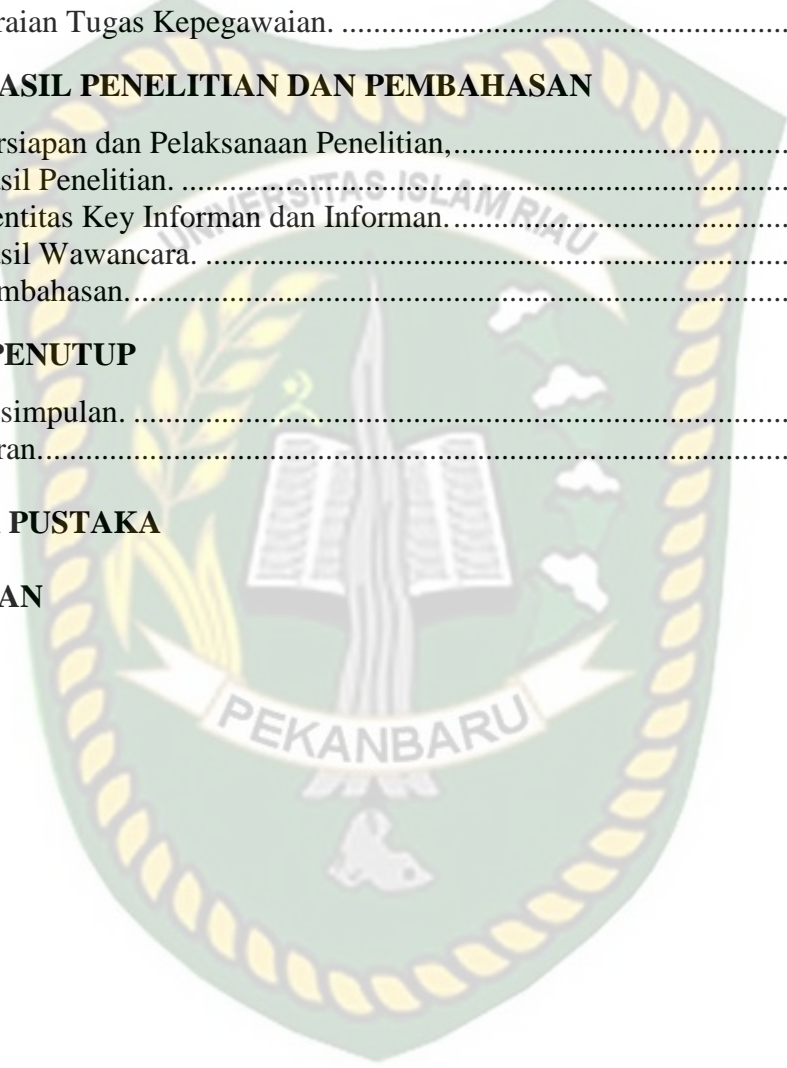 raian Tugas Kepegawaian. ..........................................................
ASIL PENELITIAN DAN PEMBAHASAN
rsiapan dan Pelaksanaan Penelitian,..........................................
sil Penelitian. ..............................................................................
entitas Key Informan dan Informan. ..........................................
sil Wawancara. ..........................................................................
mbahasan. ...................................................................................
PENUTUP
simpulan. ....................................................................................
ran. ...............................................................................................
PUSTAKA
AN
UNIVERSITAS ISLAM RIAU
PEKANBARU